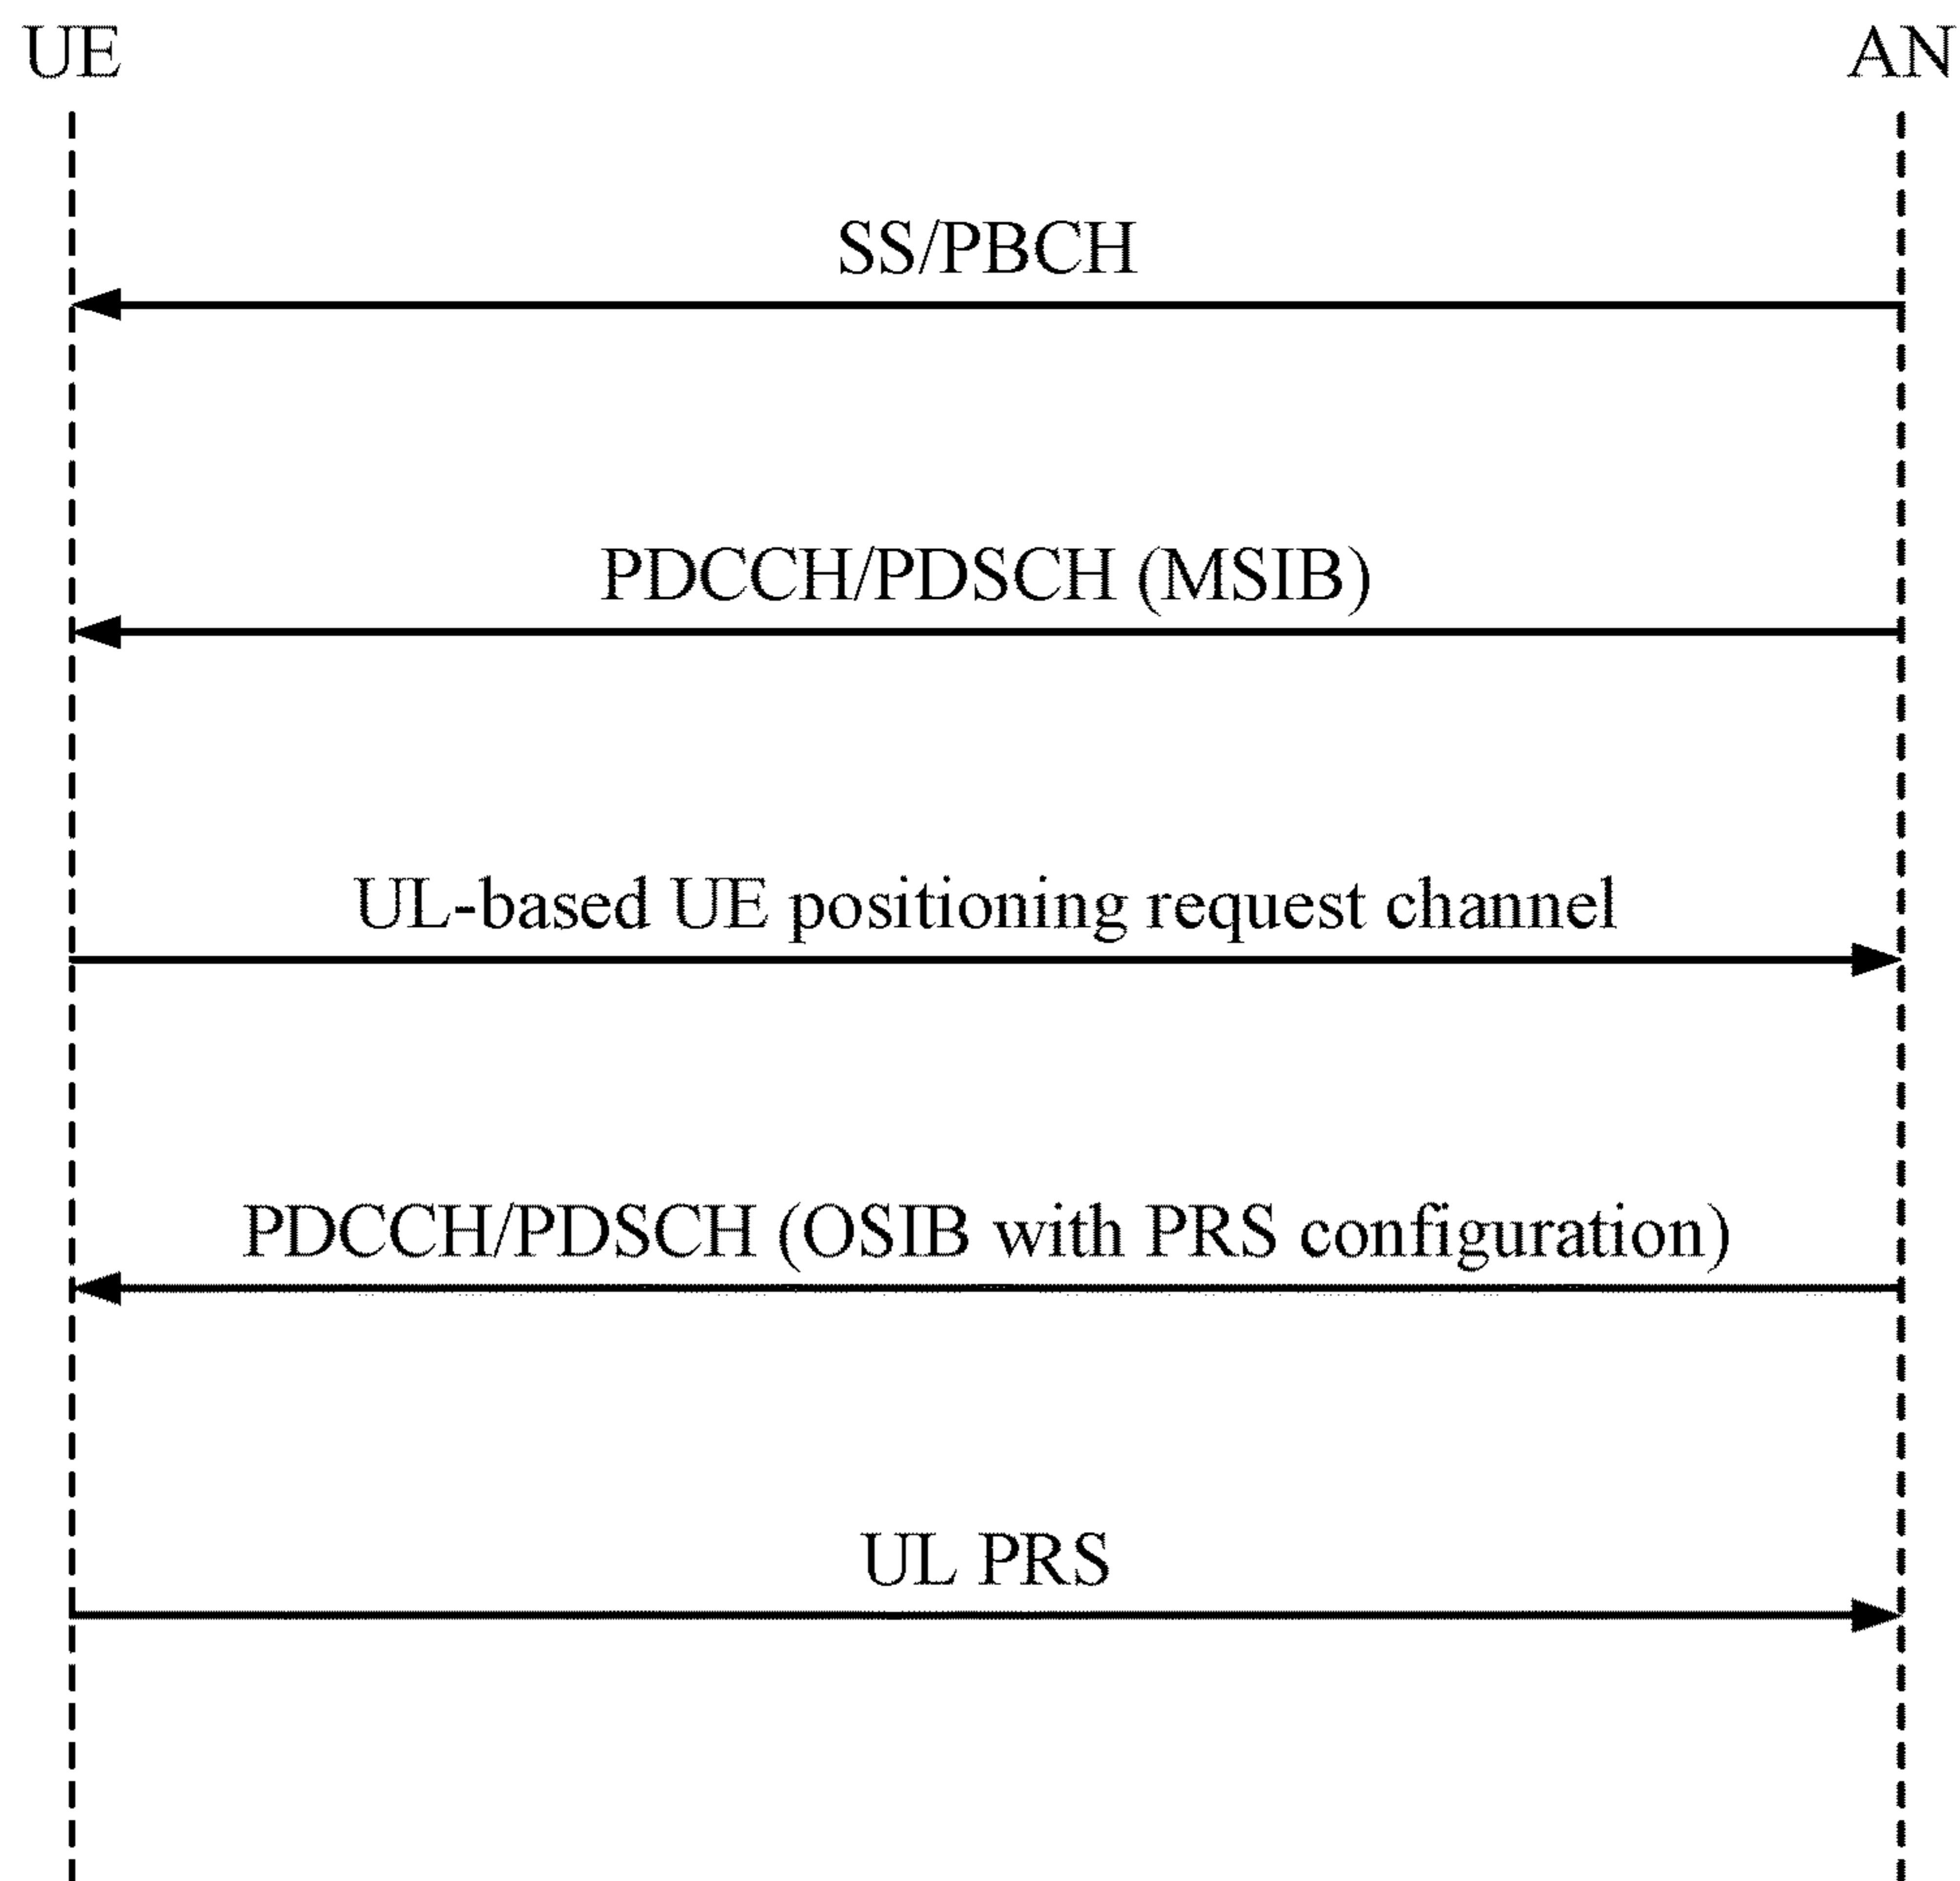 UE
AN
SS/PBCH
PDCCH/PDSCH (MSIB)
UL-based UE positioning request channel
PDCCH/PDSCH (OSIB with PRS configuration)
UL PRS